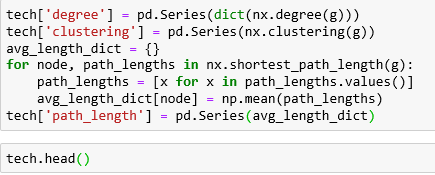 tech['degree'] = pd.Series(dict(nx.degree(g)))
tech['clustering'] = pd.Series(nx.clustering(g))
avg_length_dict = {}
for node, path_lengths in nx.shortest_path_length(g):
    path_lengths = [x for x in path_lengths.values()]
    avg_length_dict[node] = np.mean(path_lengths)
tech['path_length'] = pd.Series(avg_length_dict)
tech.head()